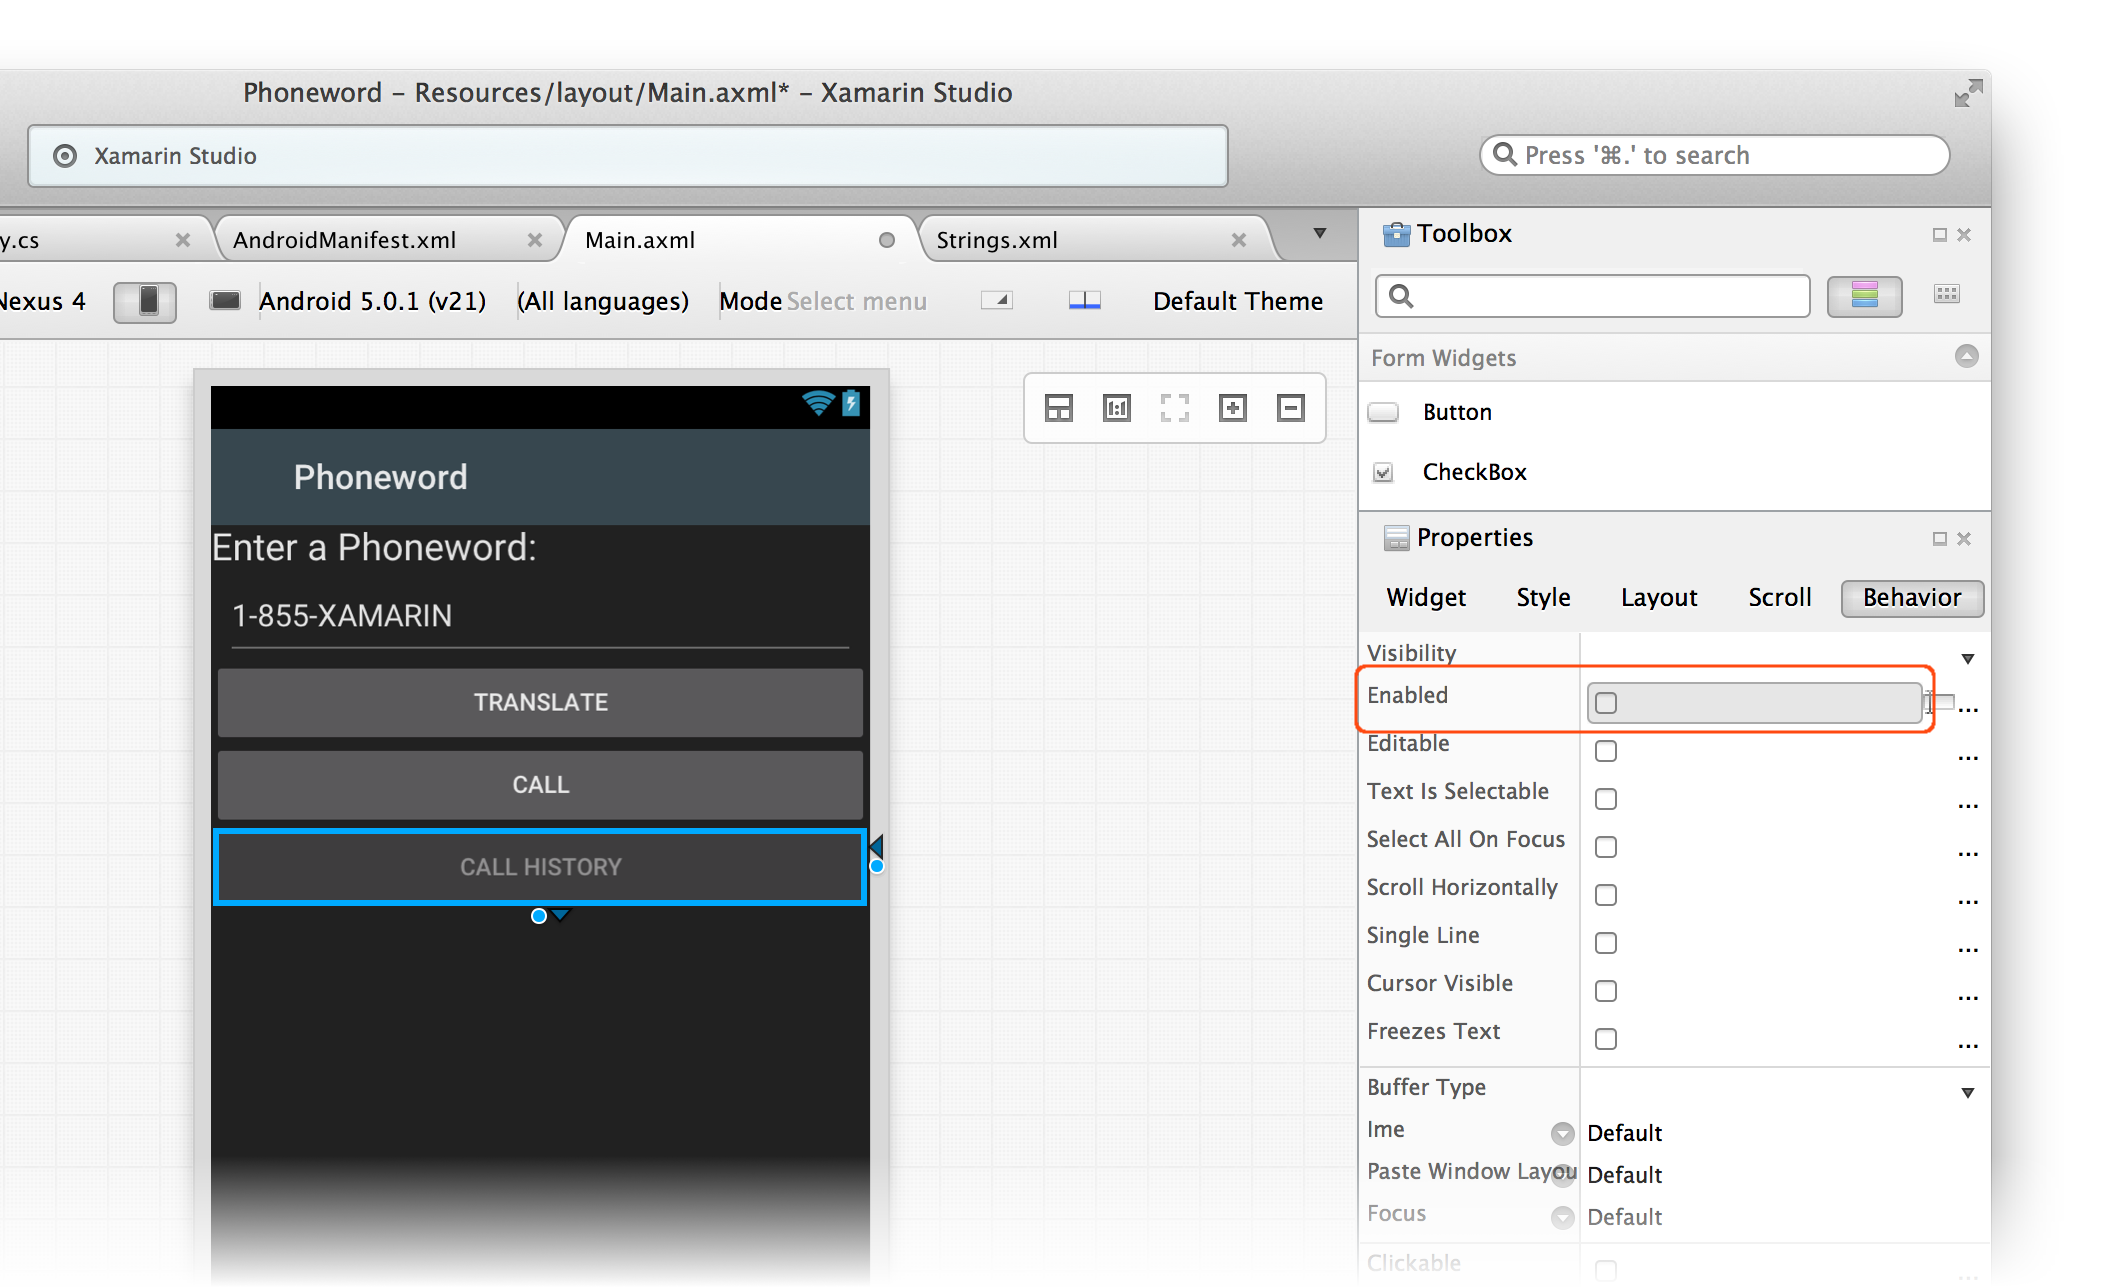 Phoneword – Resources/layout/Main.axml* – Xamarin Studio
Xamarin Studio
Press '⌘.' to search
y.cs
AndroidManifest.xml
Main.axml
Strings.xml
Nexus 4
Android 5.0.1 (v21)
(All languages)
Mode Select menu
Default Theme
Phoneword
Enter a Phoneword:
1-855-XAMARIN
TRANSLATE
CALL
CALL HISTORY
Toolbox
Form Widgets
Button
CheckBox
Properties
Widget Style Layout Scroll Behavior
Visibility
Enabled ...
Editable ...
Text Is Selectable ...
Select All On Focus ...
Scroll Horizontally ...
Single Line ...
Cursor Visible ...
Freezes Text ...
Buffer Type
Ime Default
Paste Window Layou Default
Focus Default
Clickable ...